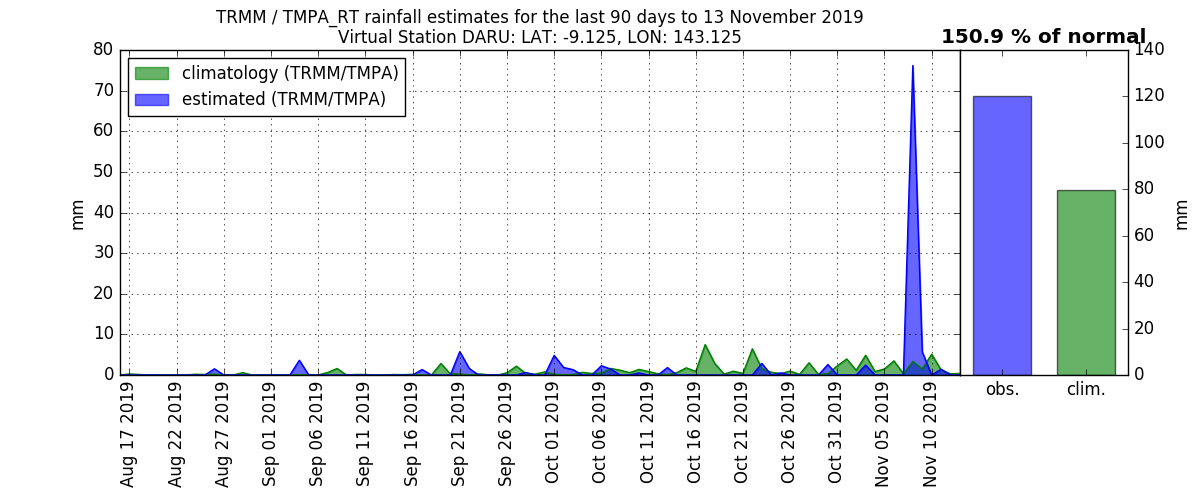 TRMM / TMPA_RT rainfall estimates for the last 90 days to 13 November 2019
Virtual Station DARU: LAT: -9.125, LON: 143.125
150.9 % of normal
climatology (TRMM/TMPA)
estimated (TRMM/TMPA)
mm
80
70
60
50
40
30
20
10
0
Aug 17 2019
Aug 22 2019
Aug 27 2019
Sep 01 2019
Sep 06 2019
Sep 11 2019
Sep 16 2019
Sep 21 2019
Sep 26 2019
Oct 01 2019
Oct 06 2019
Oct 11 2019
Oct 16 2019
Oct 21 2019
Oct 26 2019
Oct 31 2019
Nov 05 2019
Nov 10 2019
obs.
clim.
140
120
100
80
60
40
20
0
mm